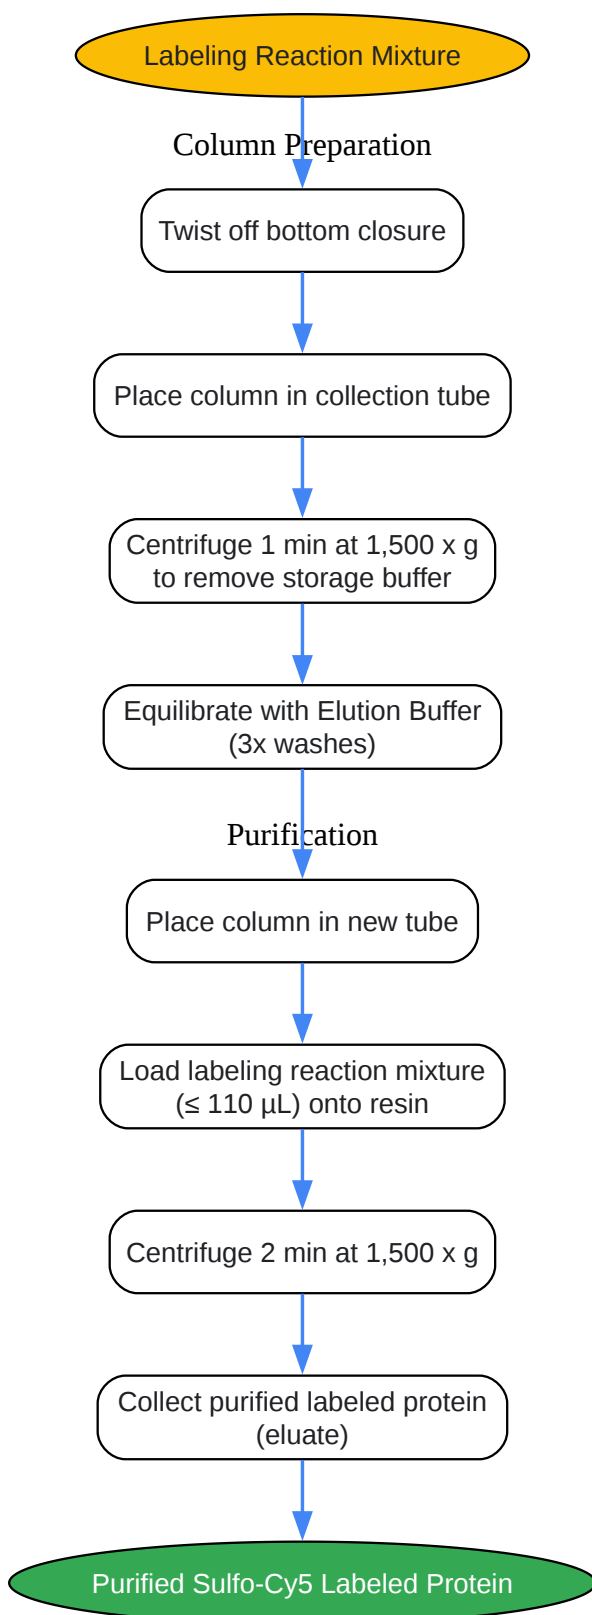 Labeling Reaction Mixture
Column Preparation
Twist off bottom closure
Place column in collection tube
Centrifuge 1 min at 1,500 x g
to remove storage buffer
Equilibrate with Elution Buffer
(3x washes)
Purification
Place column in new tube
Load labeling reaction mixture
(≤ 110 µL) onto resin
Centrifuge 2 min at 1,500 x g
Collect purified labeled protein
(eluate)
Purified Sulfo-Cy5 Labeled Protein